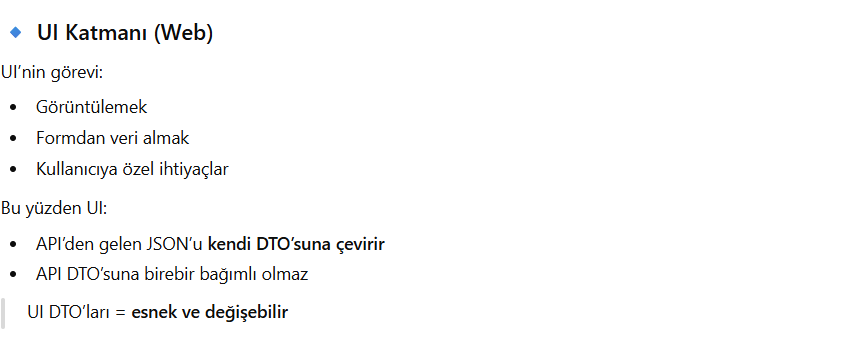 UI Katmanı (Web)
UI’nin görevi:
• Görüntülemek
• Formdan veri almak
• Kullanıcıya özel ihtiyaçlar
Bu yüzden UI:
• API’den gelen JSON’u kendi DTO’suna çevirir
• API DTO’suna birebir bağımlı olmaz
UI DTO’ları = esnek ve değişebilir